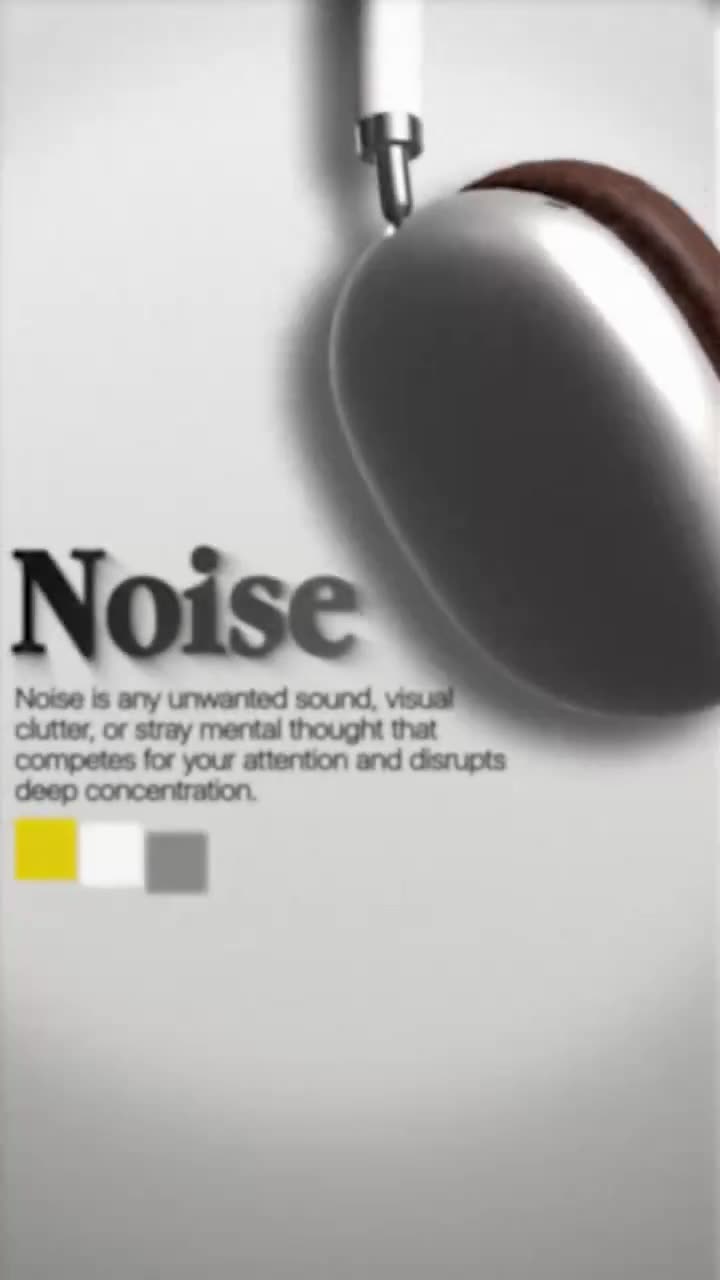 Noise
Noise is any unwanted sound, visual
clutter, or stray mental thought that
competes for your attention and disrupts
deep concentration.